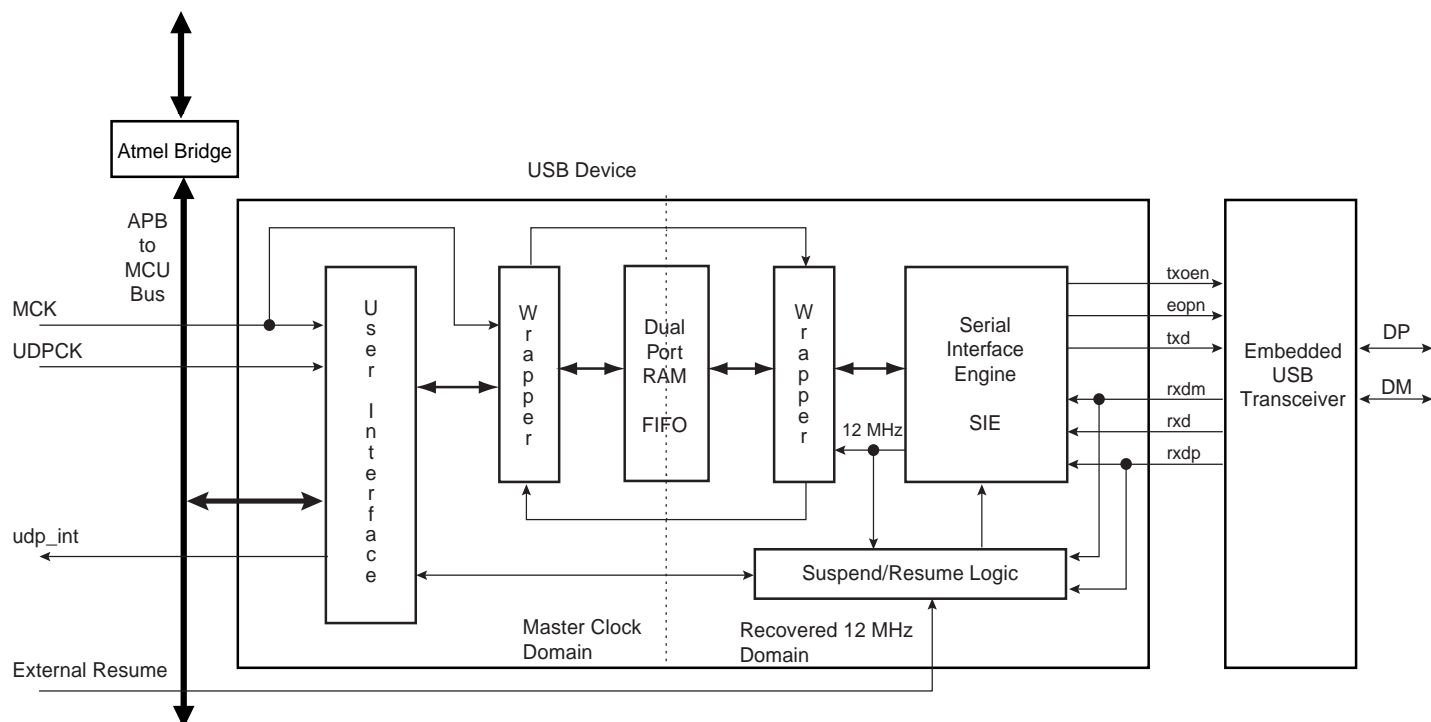 Atmel Bridge
USB Device
APB
to
MCU
Bus
MCK
UDPCK
udp_int
External Resume
User Interface
Wrapper
Dual
Port
RAM
FIFO
Wrapper
12 MHz
Serial
Interface
Engine
SIE
Suspend/Resume Logic
Master Clock
Domain
Recovered 12 MHz
Domain
txoen
eopn
txd
rxdm
rxd
rxdp
Embedded
USB
Transceiver
DP
DM